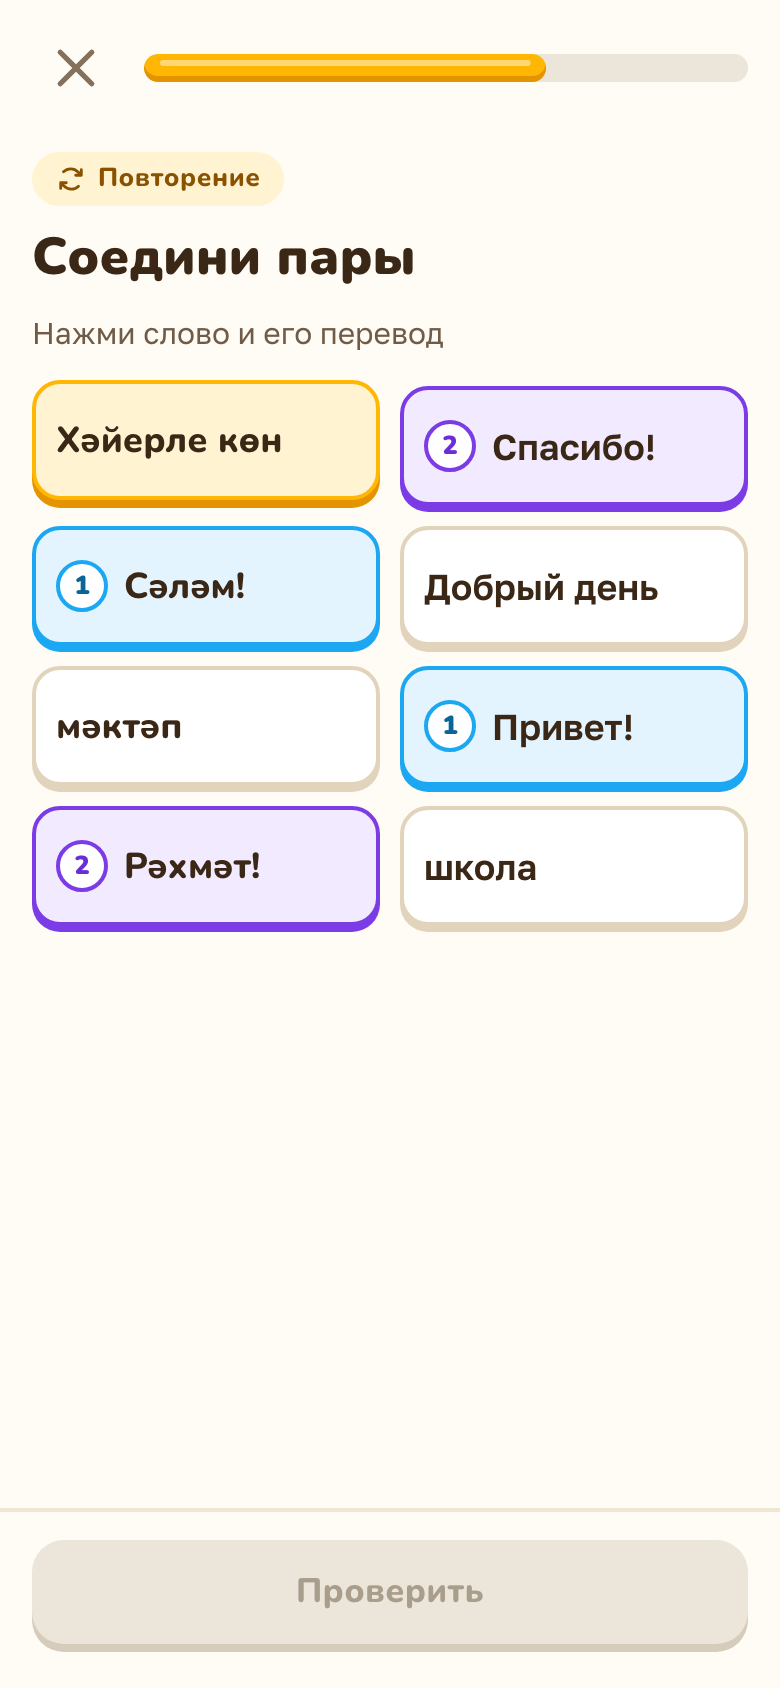 Повторение
Соедини пары
Нажми слово и его перевод
Хәйерле көн
2 Спасибо!
1 Сәләм!
Добрый день
мәктәп
1 Привет!
2 Рәхмәт!
школа
Проверить